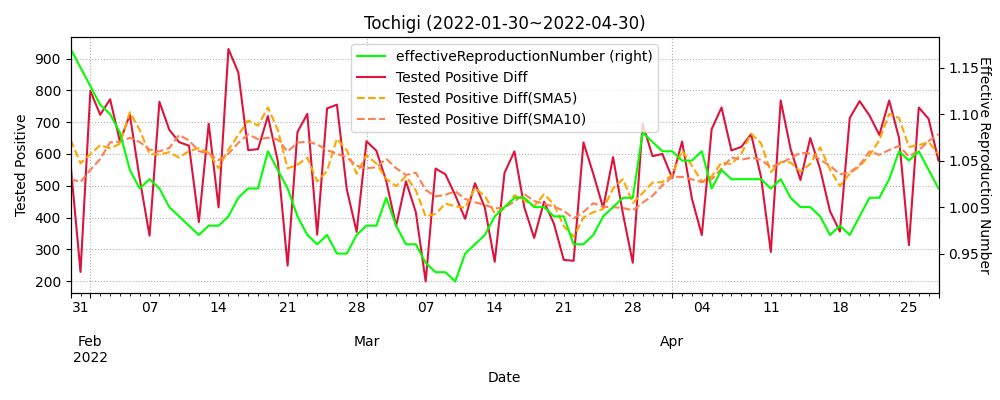 Tochigi (2022-01-30~2022-04-30)
effectiveReproductionNumber (right)
Tested Positive Diff
Tested Positive Diff(SMA5)
Tested Positive Diff(SMA10)
Tested Positive
900
800
700
600
500
400
300
200
1.15
1.10
1.05
1.00
0.95
Effective Reproduction Number
31 07 14 21 28 07 14 21 28 04 11 18 25
Feb Mar Apr
2022
Date